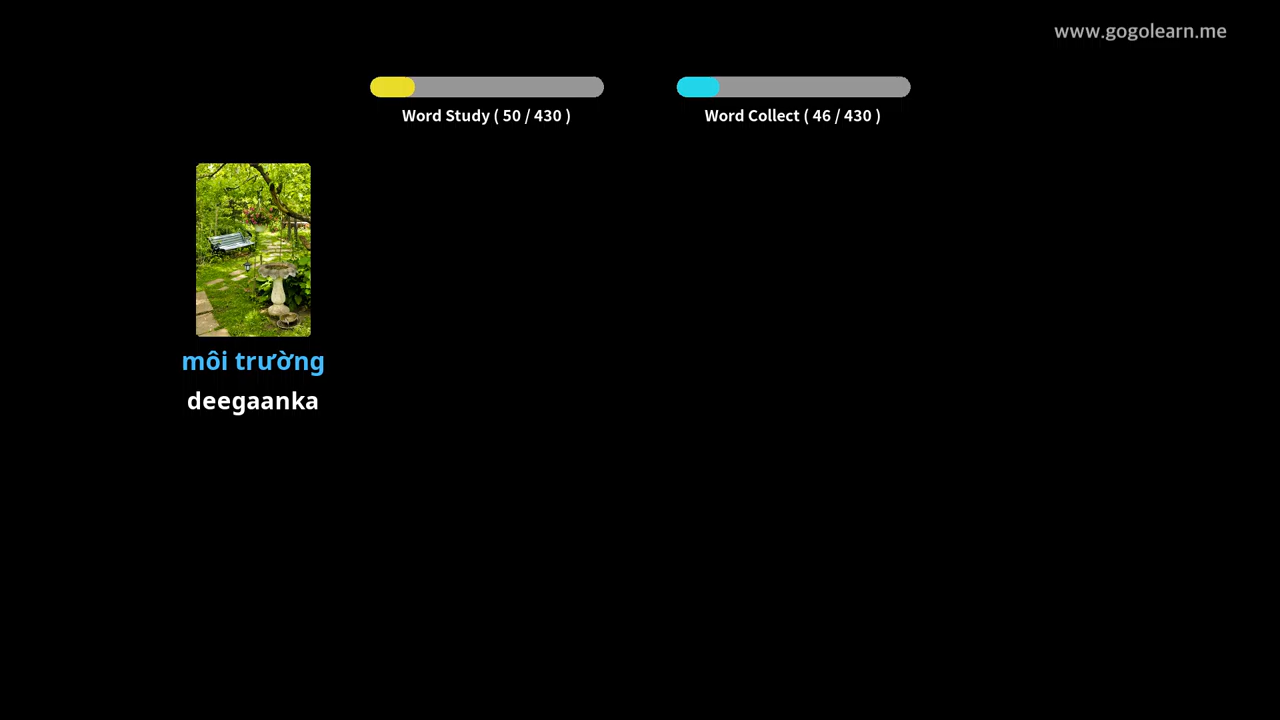 www.gogolearn.me
Word Study ( 50 / 430 )
Word Collect ( 46 / 430 )
môi trường
deegaanka